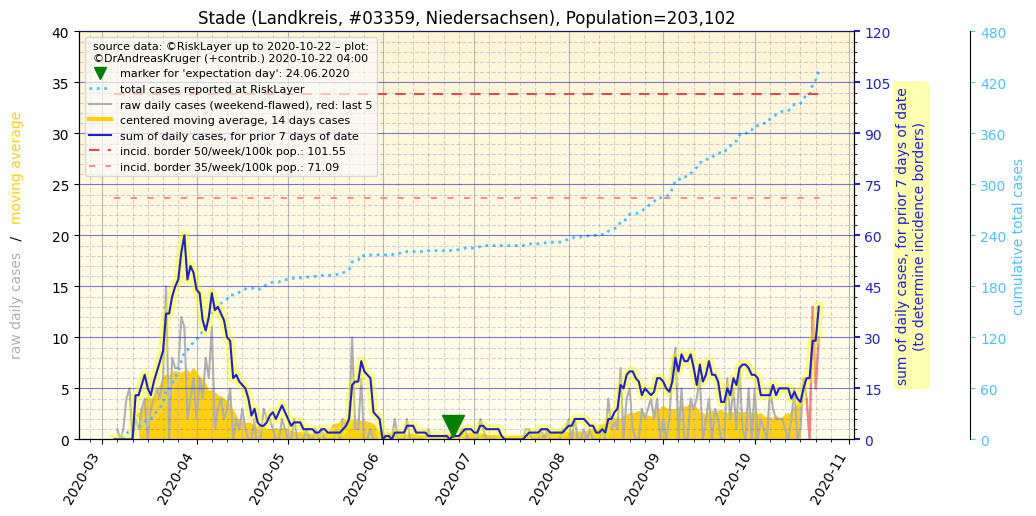 Stade (Landkreis, #03359, Niedersachsen), Population=203,102
source data: ©RiskLayer up to 2020-10-22 – plot:
©DrAndreasKruger (+contrib.) 2020-10-22 04:00
marker for 'expectation day': 24.06.2020
total cases reported at RiskLayer
raw daily cases (weekend-flawed), red: last 5
centered moving average, 14 days cases
sum of daily cases, for prior 7 days of date
incid. border 50/week/100k pop.: 101.55
incid. border 35/week/100k pop.: 71.09
raw daily cases / moving average
40
35
30
25
20
15
10
5
0
120
105
90
75
60
45
30
15
0
sum of daily cases, for prior 7 days of date
(to determine incidence borders)
480
420
360
300
240
180
120
60
0
cumulative total cases
2020-03
2020-04
2020-05
2020-06
2020-07
2020-08
2020-09
2020-10
2020-11